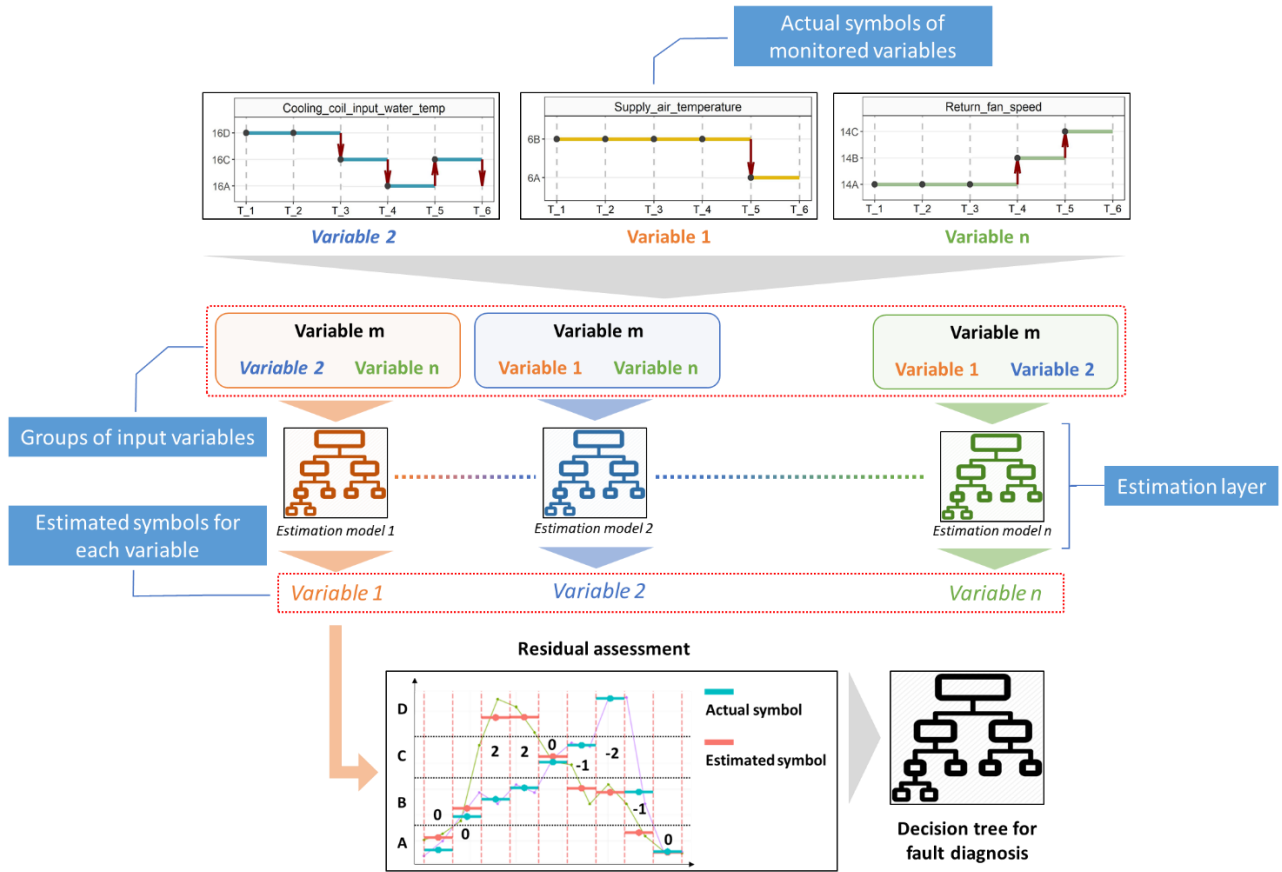 Actual symbols of
monitored variables
Cooling_coil_input_water_temp
16D
16C
16A
T_1 T_2 T_3 T_4 T_5 T_6
Variable 2
Supply_air_temperature
6B
6A
T_1 T_2 T_3 T_4 T_5 T_6
Variable 1
Return_fan_speed
14C
14B
14A
T_1 T_2 T_3 T_4 T_5 T_6
Variable n
Variable m
Variable 2 Variable n
Variable m
Variable 1 Variable n
Variable m
Variable 1 Variable 2
Groups of input variables
Estimation model 1
Estimation model 2
Estimation model n
Estimation layer
Estimated symbols for
each variable
Variable 1
Variable 2
Variable n
Residual assessment
D
C
B
A
0
0
2
2
0
-1
-2
-1
0
Actual symbol
Estimated symbol
Decision tree for
fault diagnosis